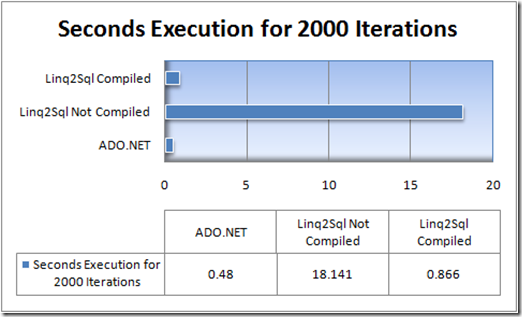 Seconds Execution for 2000 Iterations
Linq2Sql Compiled
Linq2Sql Not Compiled
ADO.NET
0 5 10 15 20
ADO.NET Linq2Sql Not Compiled Linq2Sql Compiled
Seconds Execution for 2000 Iterations 0.48 18.141 0.866